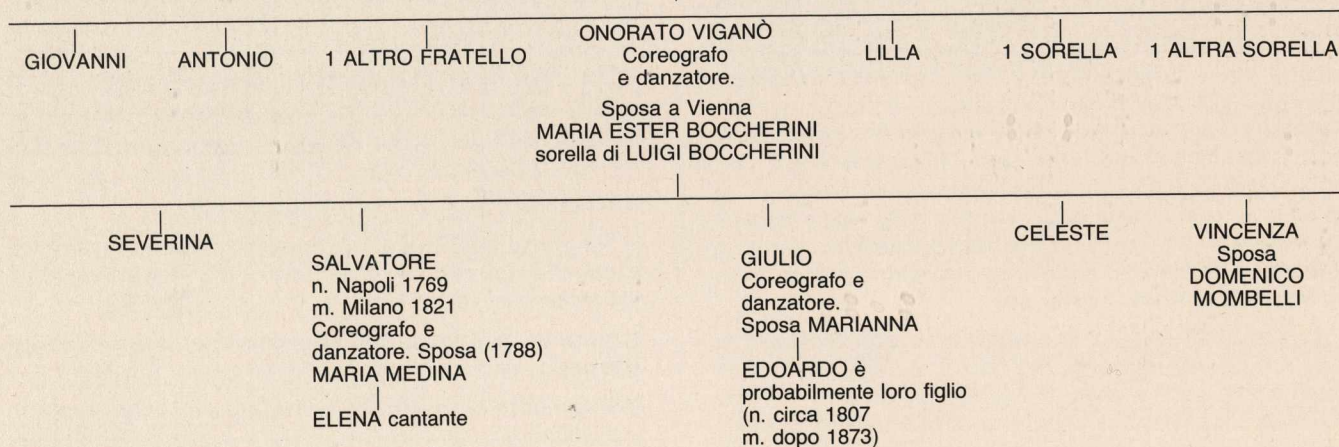 GIOVANNI
ANTONIO
1 ALTRO FRATELLO
ONORATO VIGANÒ
Coreografo
e danzatore.
Sposa a Vienna
MARIA ESTER BOCCHERINI
sorella di LUIGI BOCCHERINI
LILLA
1 SORELLA
1 ALTRA SORELLA
SEVERINA
SALVATORE
n. Napoli 1769
m. Milano 1821
Coreografo e
danzatore. Sposa (1788)
MARIA MEDINA
ELENA cantante
GIULIO
Coreografo e
danzatore.
Sposa MARIANNA
EDOARDO è
probabilmente loro figlio
(n. circa 1807
m. dopo 1873)
CELESTE
VINCENZA
Sposa
DOMENICO
MOMBELLI